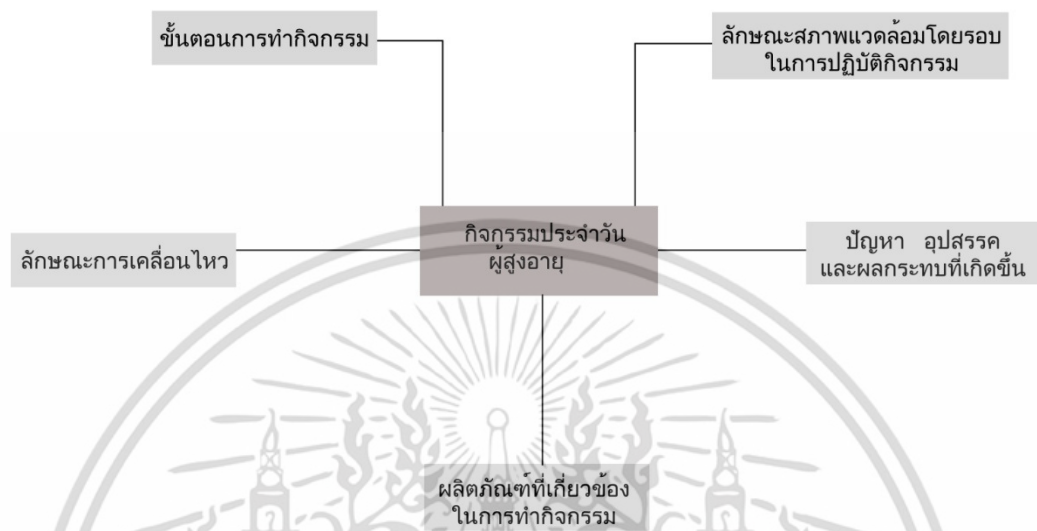 ขั้นตอนการทำกิจกรรม
ลักษณะสภาพแวดล้อมโดยรอบ
ในการปฏิบัติกิจกรรม
กิจกรรมประจำวัน
ผู้สูงอายุ
ลักษณะการเคลื่อนไหว
ปัญหา อุปสรรค
และผลกระทบที่เกิดขึ้น
ผลิตภัณฑ์ที่เกี่ยวข้อง
ในการทำกิจกรรม